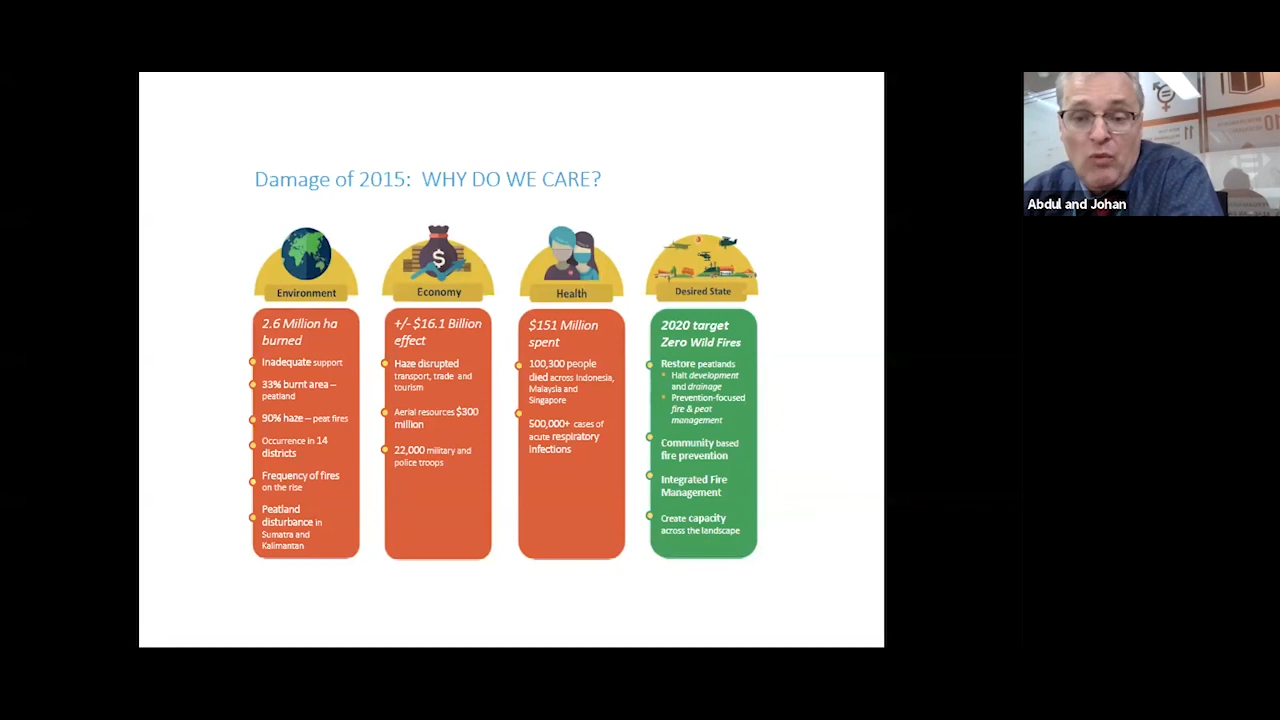 Damage of 2015: WHY DO WE CARE?
Environment
2.6 Million ha
burned
Inadequate support
33% burnt area –
peatland
90% haze – peat fires
Occurrence in 14
districts
Frequency of fires
on the rise
Peatland
disturbance in
Sumatra and
Kalimantan
Economy
+/- $16.1 Billion
effect
Haze disrupted
transport, trade and
tourism
Aerial resources $300
million
22,000 military and
police troops
Health
$151 Million
spent
100,300 people
died across Indonesia,
Malaysia and
Singapore
500,000+ cases of
acute respiratory
infections
Desired State
2020 target
Zero Wild Fires
Restore peatlands
Halt development
and drainage
Prevention-focused
fire & peat
management
Community based
fire prevention
Integrated Fire
Management
Create capacity
across the landscape
Abdul and Johan
10
11